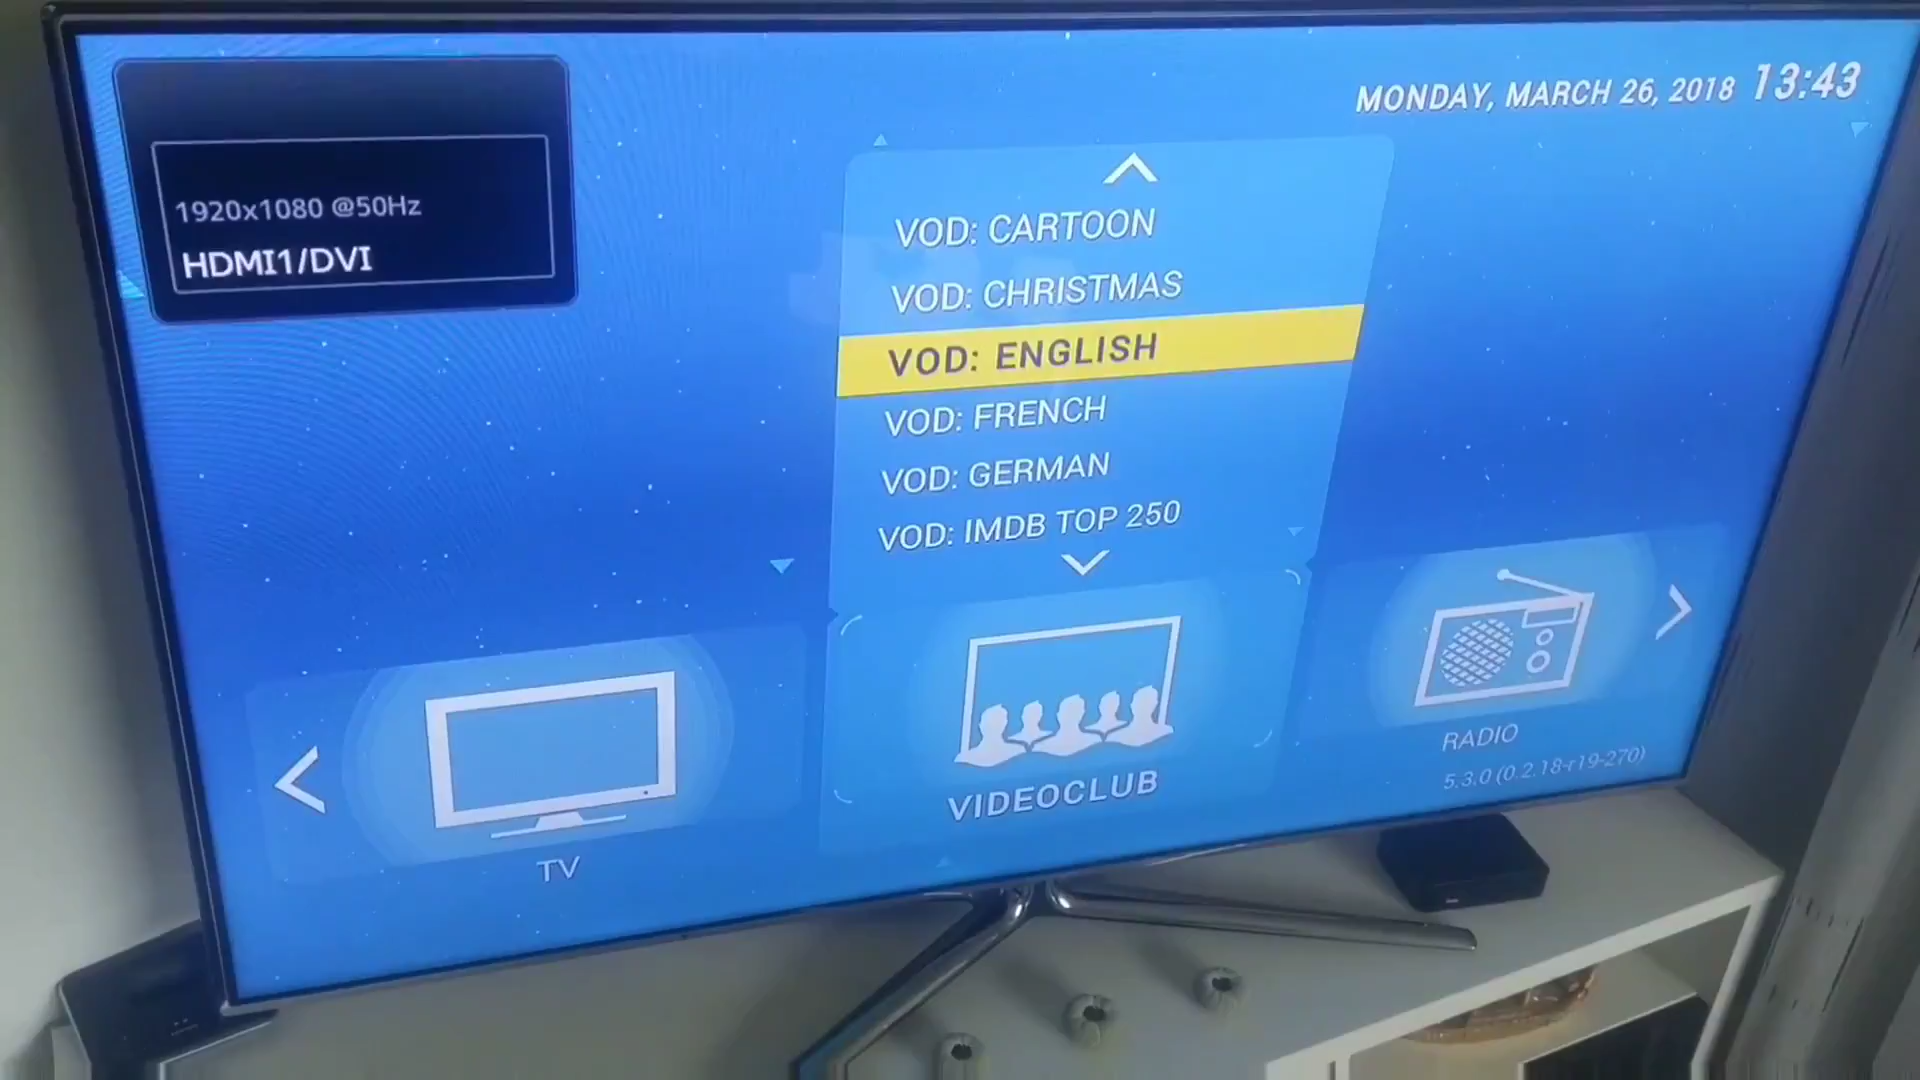 MONDAY, MARCH 26, 2018 13:43
1920x1080 @50Hz
HDMI1/DVI
VOD: CARTOON
VOD: CHRISTMAS
VOD: ENGLISH
VOD: FRENCH
VOD: GERMAN
VOD: IMDB TOP 250
TV
VIDEOCLUB
RADIO
5.3.0 (0.2.18-r19-270)